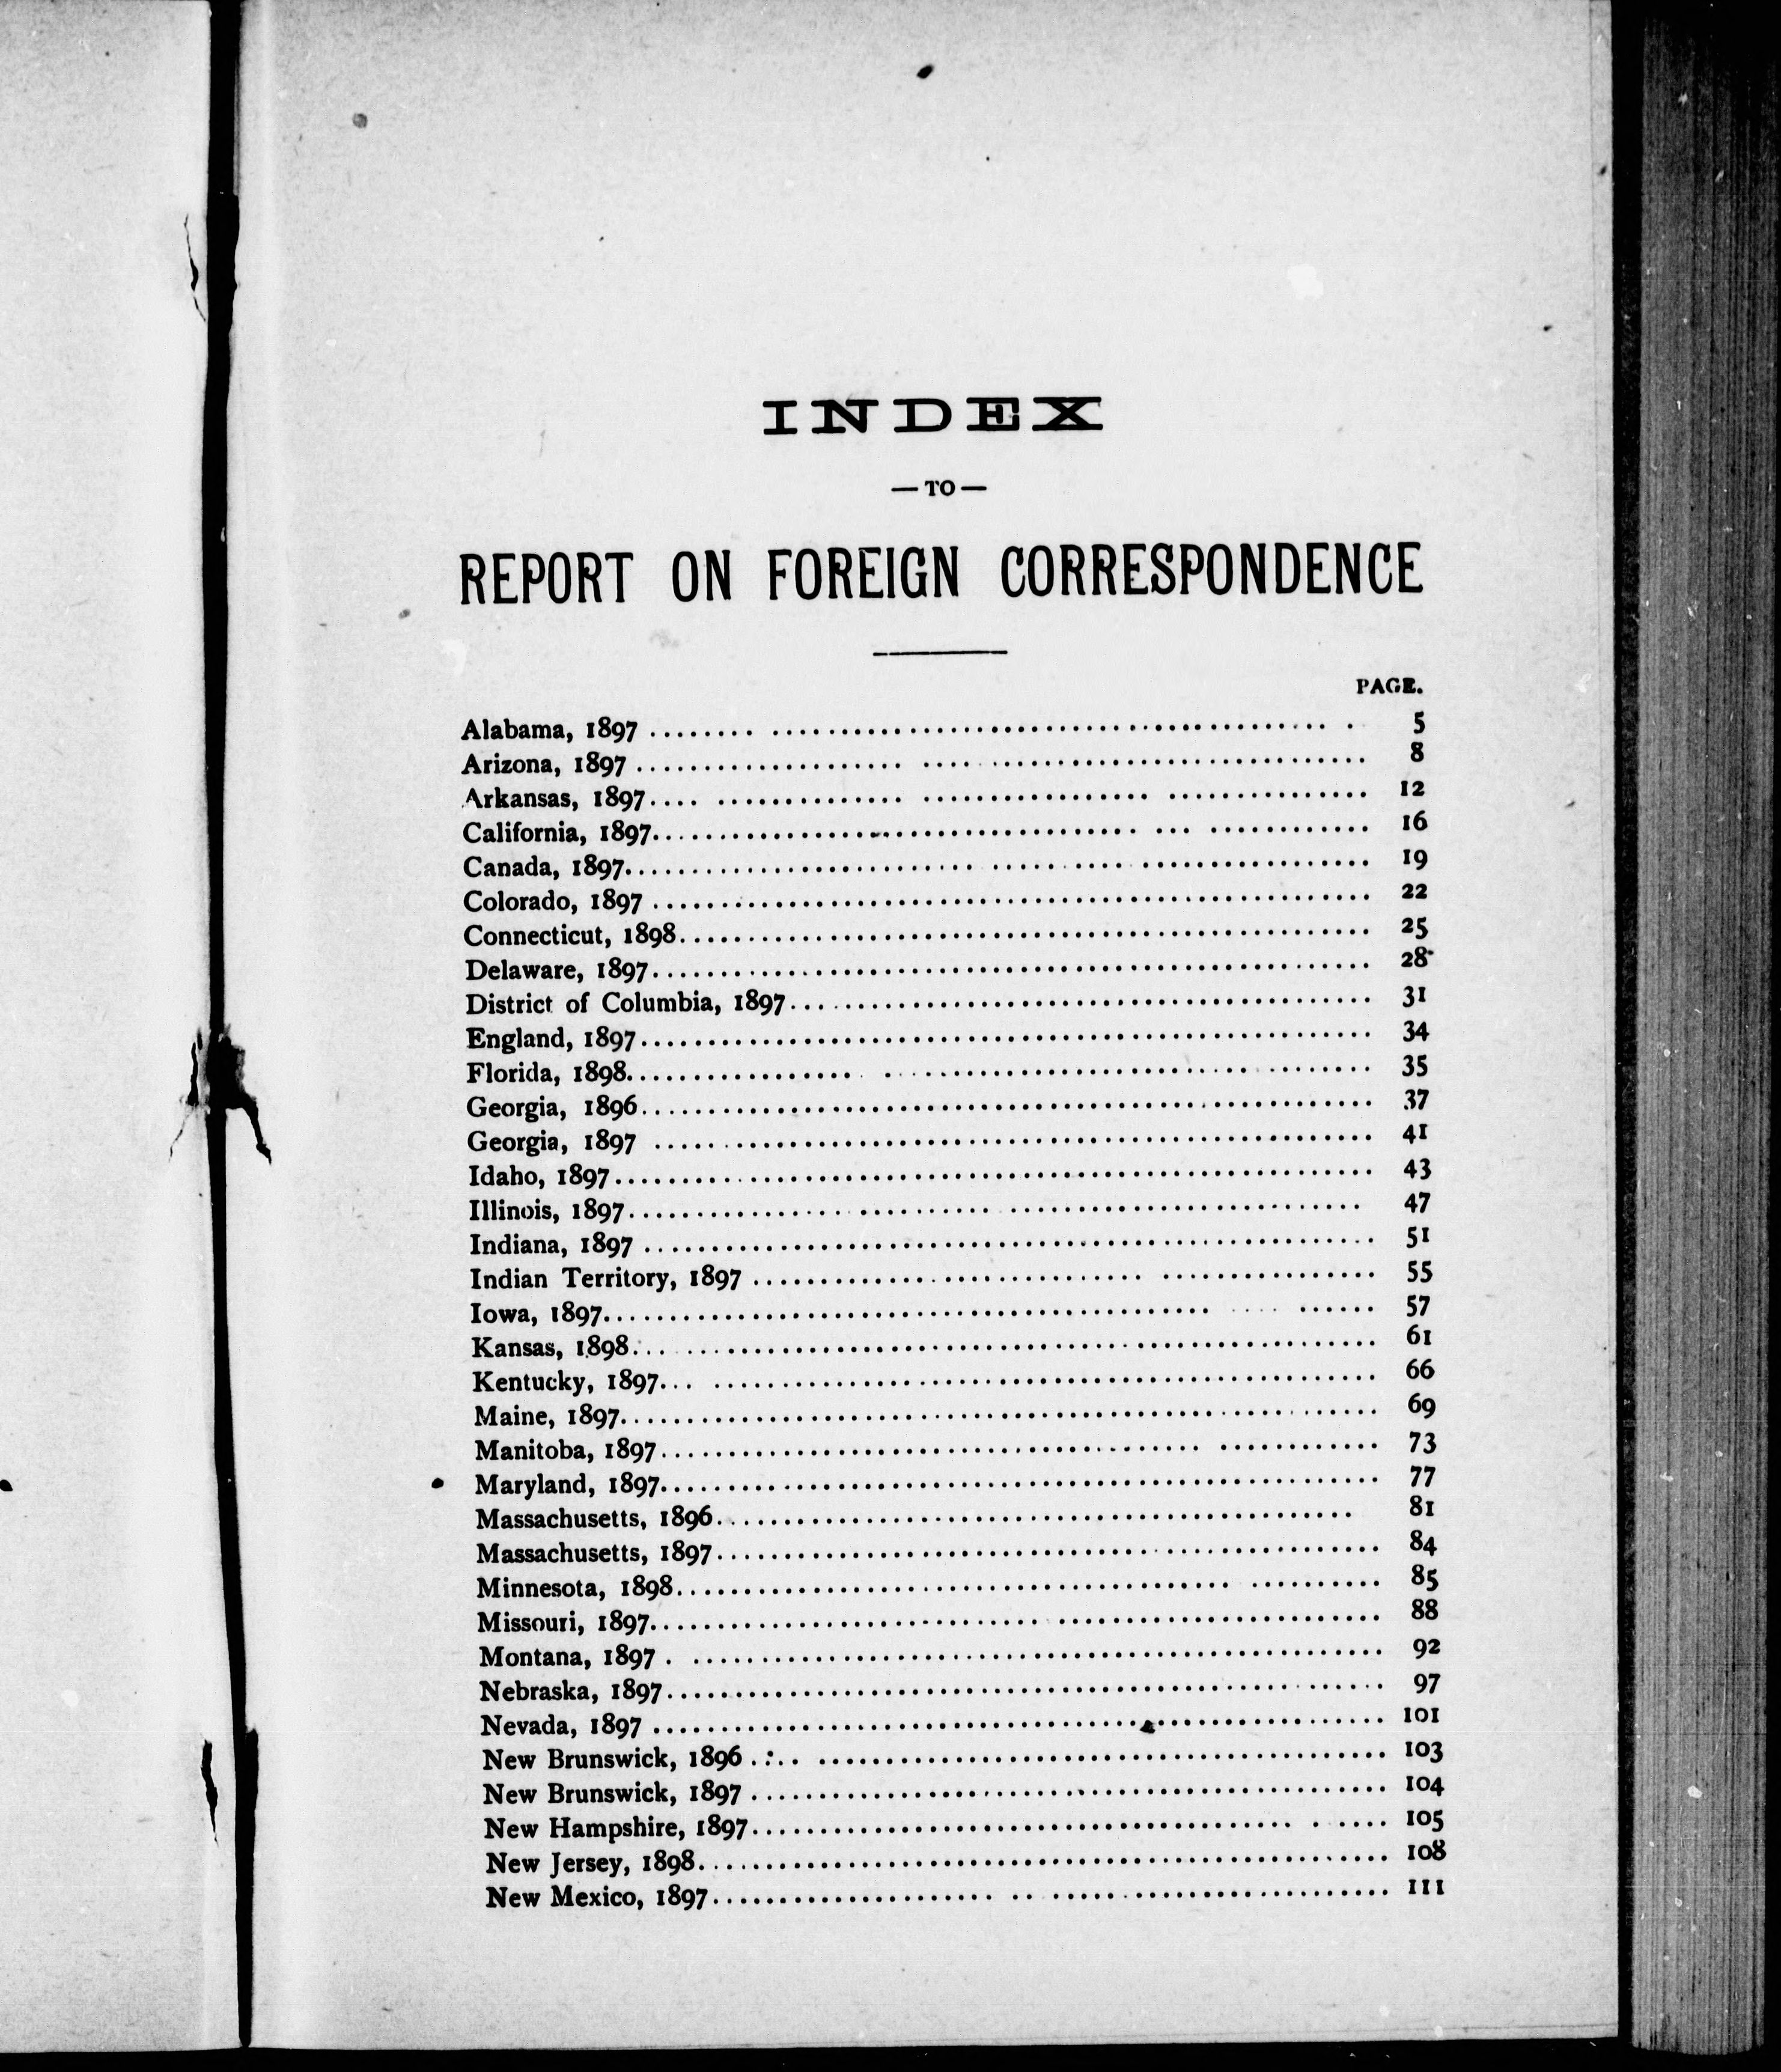 INDEX
—TO—
REPORT ON FOREIGN CORRESPONDENCE
PAGE.
Alabama, 1897 ........ 5
Arizona, 1897 ........ 8
Arkansas, 1897 ........ 12
California, 1897 ........ 16
Canada, 1897 ........ 19
Colorado, 1897 ........ 22
Connecticut, 1898 ........ 25
Delaware, 1897 ........ 28
District of Columbia, 1897 ........ 31
England, 1897 ........ 34
Florida, 1898 ........ 35
Georgia, 1896 ........ 37
Georgia, 1897 ........ 41
Idaho, 1897 ........ 43
Illinois, 1897 ........ 47
Indiana, 1897 ........ 51
Indian Territory, 1897 ........ 55
Iowa, 1897 ........ 57
Kansas, 1898 ........ 61
Kentucky, 1897 ........ 66
Maine, 1897 ........ 69
Manitoba, 1897 ........ 73
Maryland, 1897 ........ 77
Massachusetts, 1896 ........ 81
Massachusetts, 1897 ........ 84
Minnesota, 1898 ........ 85
Missouri, 1897 ........ 88
Montana, 1897 ........ 92
Nebraska, 1897 ........ 97
Nevada, 1897 ........ 101
New Brunswick, 1896 ........ 103
New Brunswick, 1897 ........ 104
New Hampshire, 1897 ........ 105
New Jersey, 1898 ........ 108
New Mexico, 1897 ........ 111